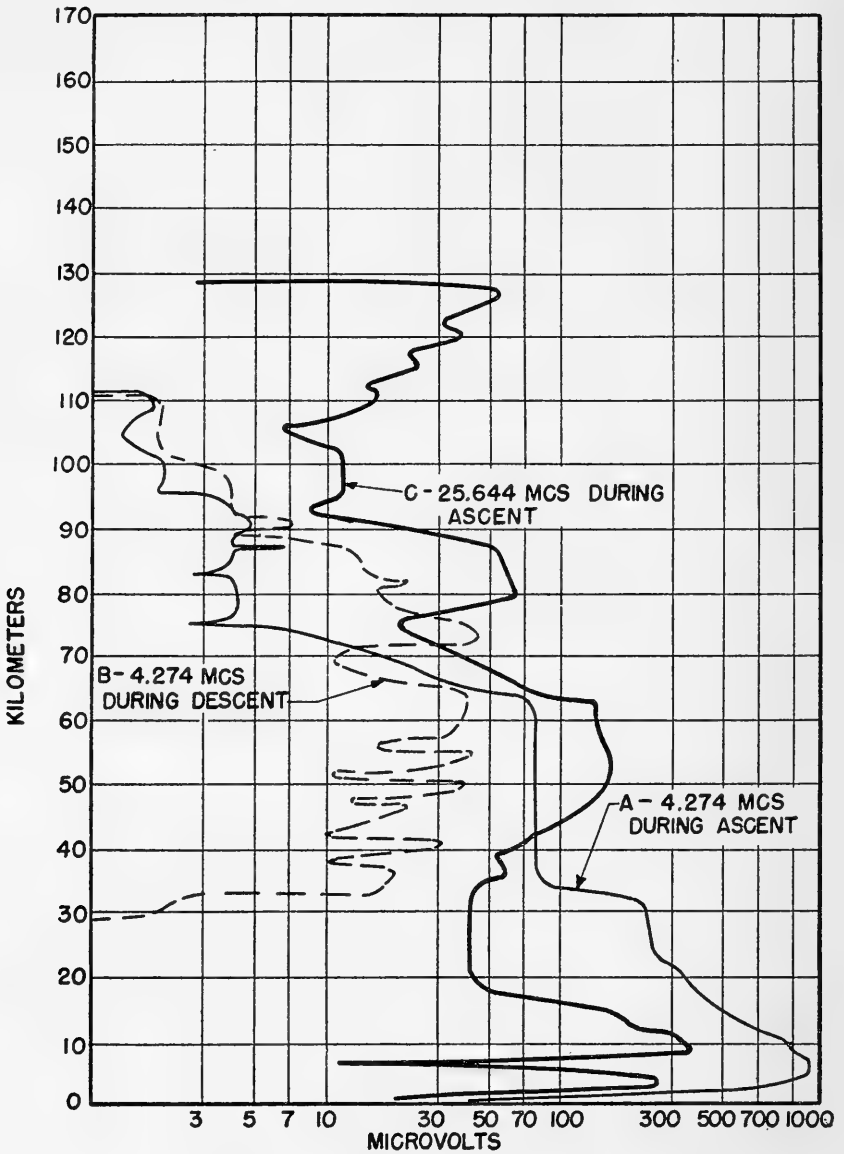 170
160
150
140
130
120
110
100
90
80
70
60
50
40
30
20
10
0
KILOMETERS
C-25.644 MCS DURING
ASCENT
B-4.274 MCS
DURING DESCENT
A-4.274 MCS
DURING ASCENT
3 5 7 10 30 50 70 100 300 500 700 1000
MICROVOLTS